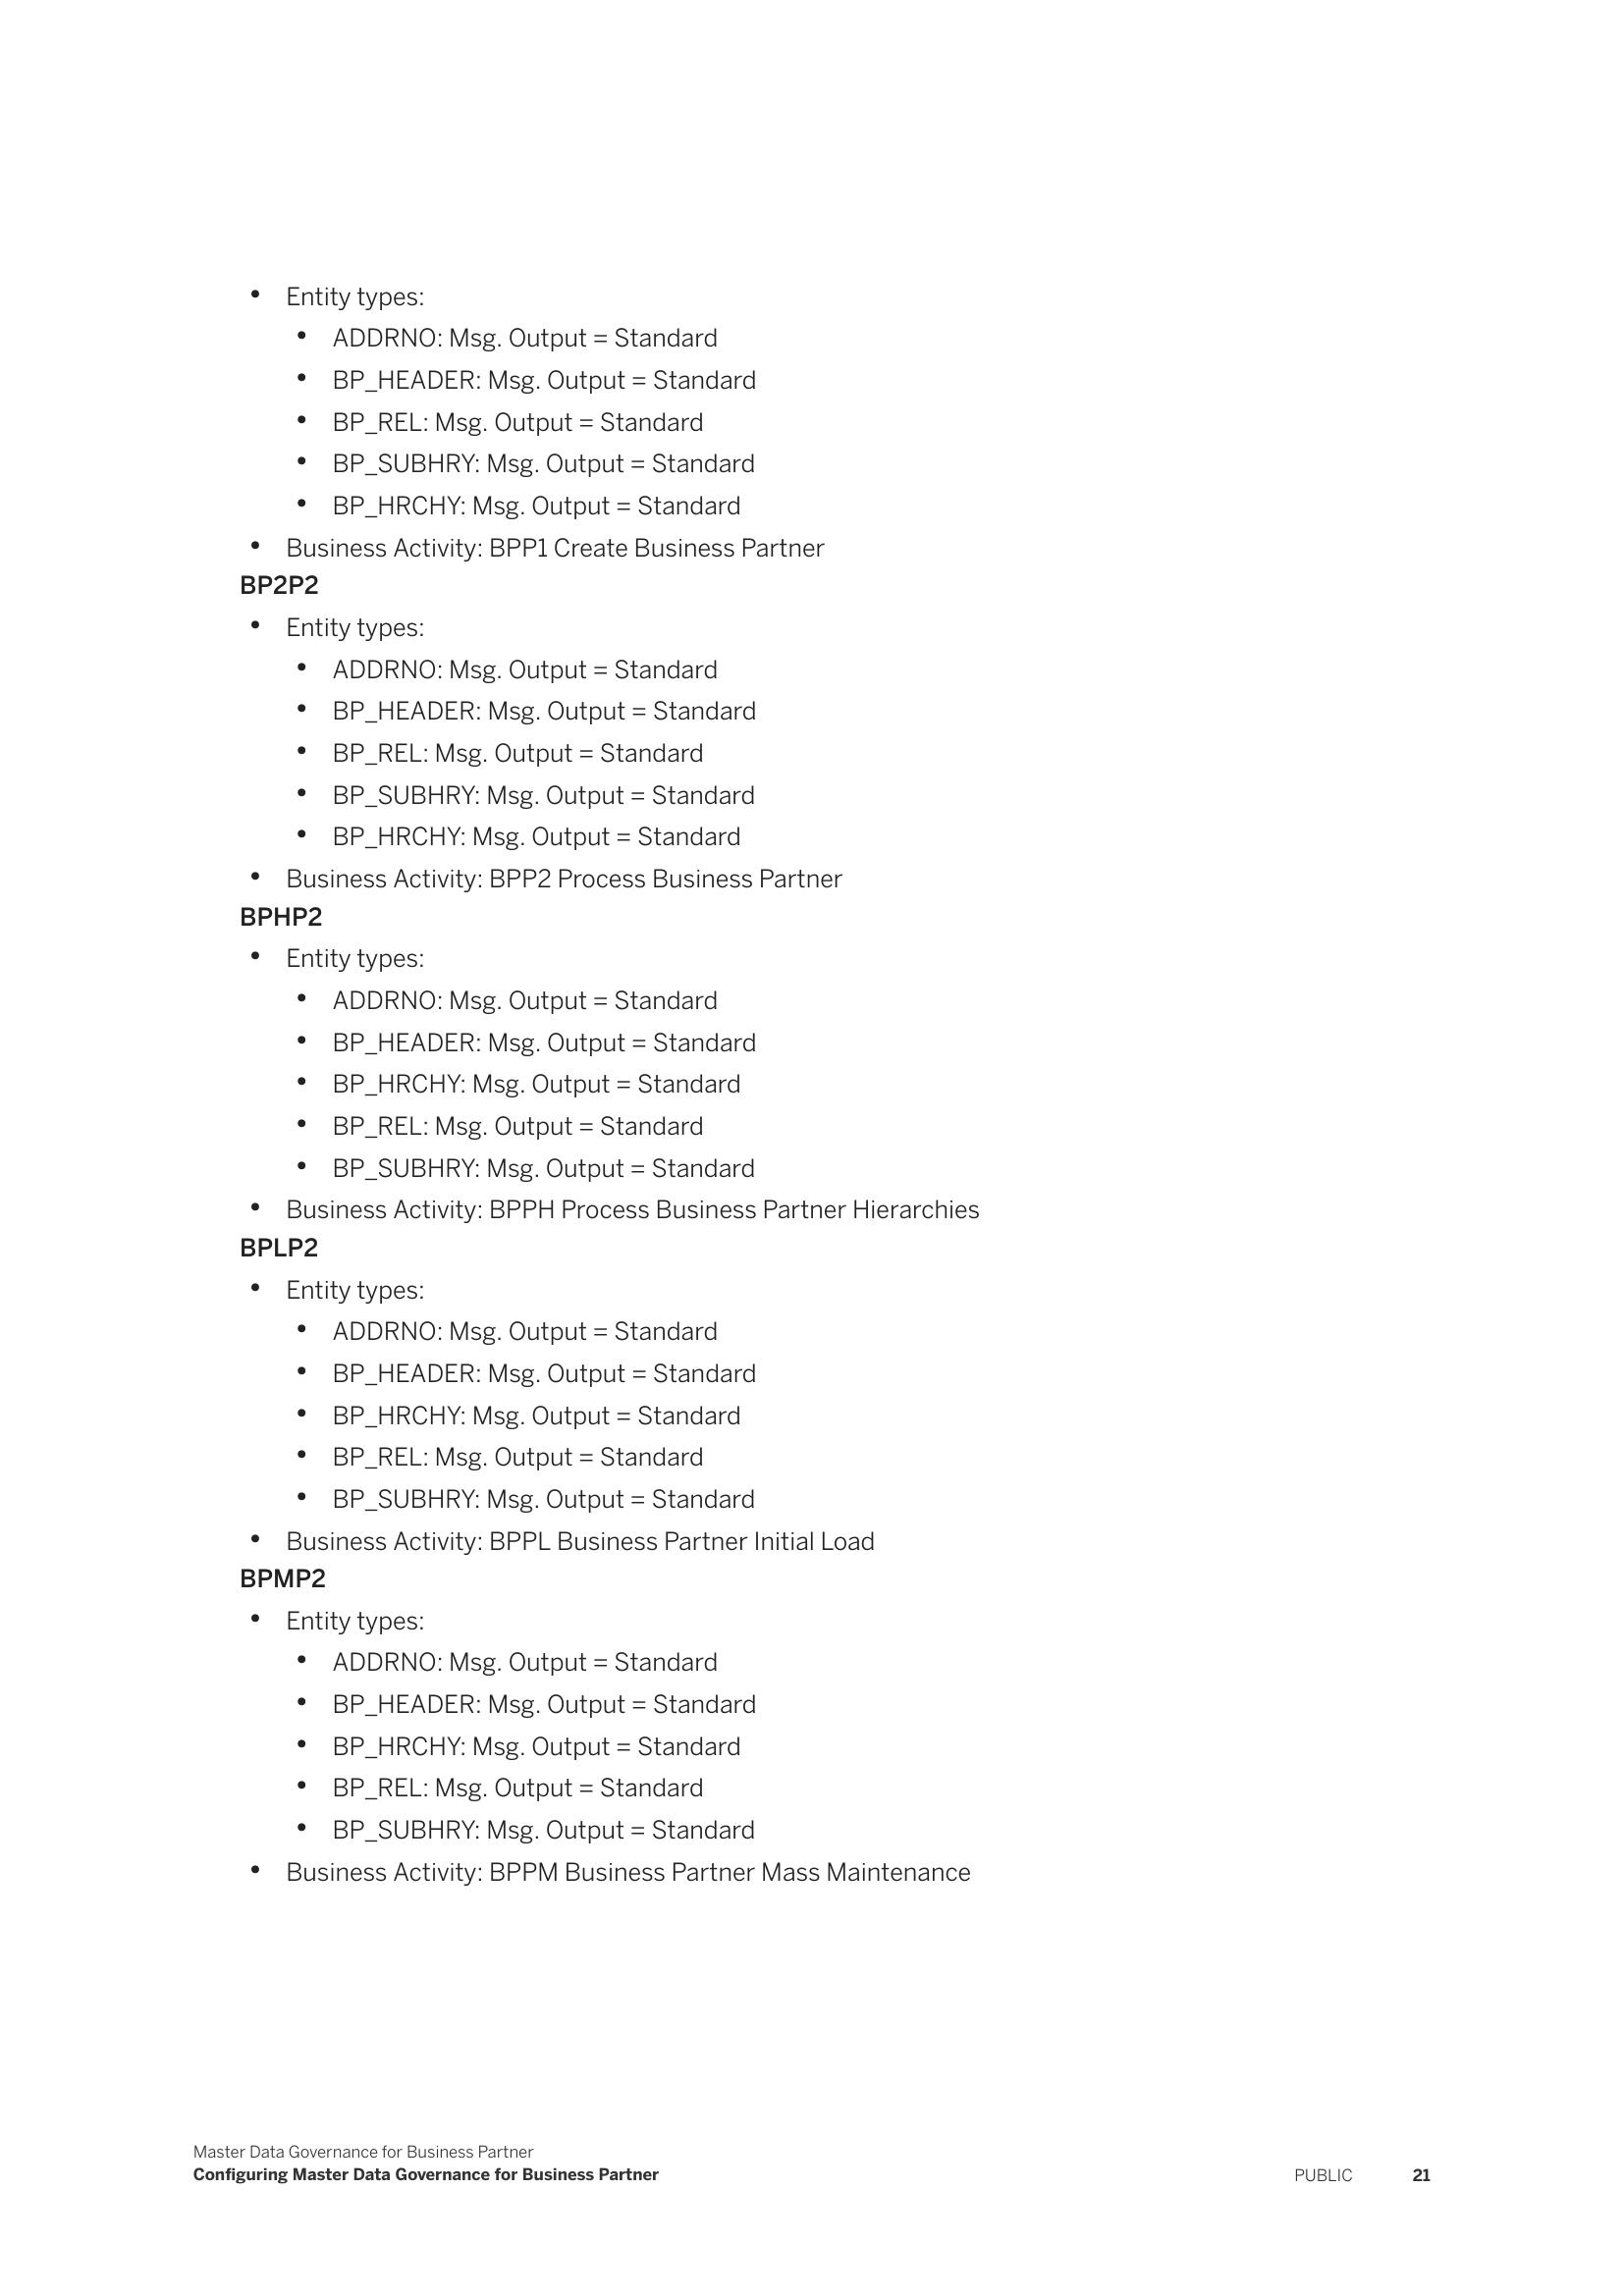 • Entity types:
• ADDRNO: Msg. Output = Standard
• BP_HEADER: Msg. Output = Standard
• BP_REL: Msg. Output = Standard
• BP_SUBHRY: Msg. Output = Standard
• BP_HRCHY: Msg. Output = Standard
• Business Activity: BPP1 Create Business Partner
BP2P2
• Entity types:
• ADDRNO: Msg. Output = Standard
• BP_HEADER: Msg. Output = Standard
• BP_REL: Msg. Output = Standard
• BP_SUBHRY: Msg. Output = Standard
• BP_HRCHY: Msg. Output = Standard
• Business Activity: BPP2 Process Business Partner
BPHP2
• Entity types:
• ADDRNO: Msg. Output = Standard
• BP_HEADER: Msg. Output = Standard
• BP_HRCHY: Msg. Output = Standard
• BP_REL: Msg. Output = Standard
• BP_SUBHRY: Msg. Output = Standard
• Business Activity: BPPH Process Business Partner Hierarchies
BPLP2
• Entity types:
• ADDRNO: Msg. Output = Standard
• BP_HEADER: Msg. Output = Standard
• BP_HRCHY: Msg. Output = Standard
• BP_REL: Msg. Output = Standard
• BP_SUBHRY: Msg. Output = Standard
• Business Activity: BPPL Business Partner Initial Load
BPMP2
• Entity types:
• ADDRNO: Msg. Output = Standard
• BP_HEADER: Msg. Output = Standard
• BP_HRCHY: Msg. Output = Standard
• BP_REL: Msg. Output = Standard
• BP_SUBHRY: Msg. Output = Standard
• Business Activity: BPPM Business Partner Mass Maintenance
Master Data Governance for Business Partner
Configuring Master Data Governance for Business Partner PUBLIC 21